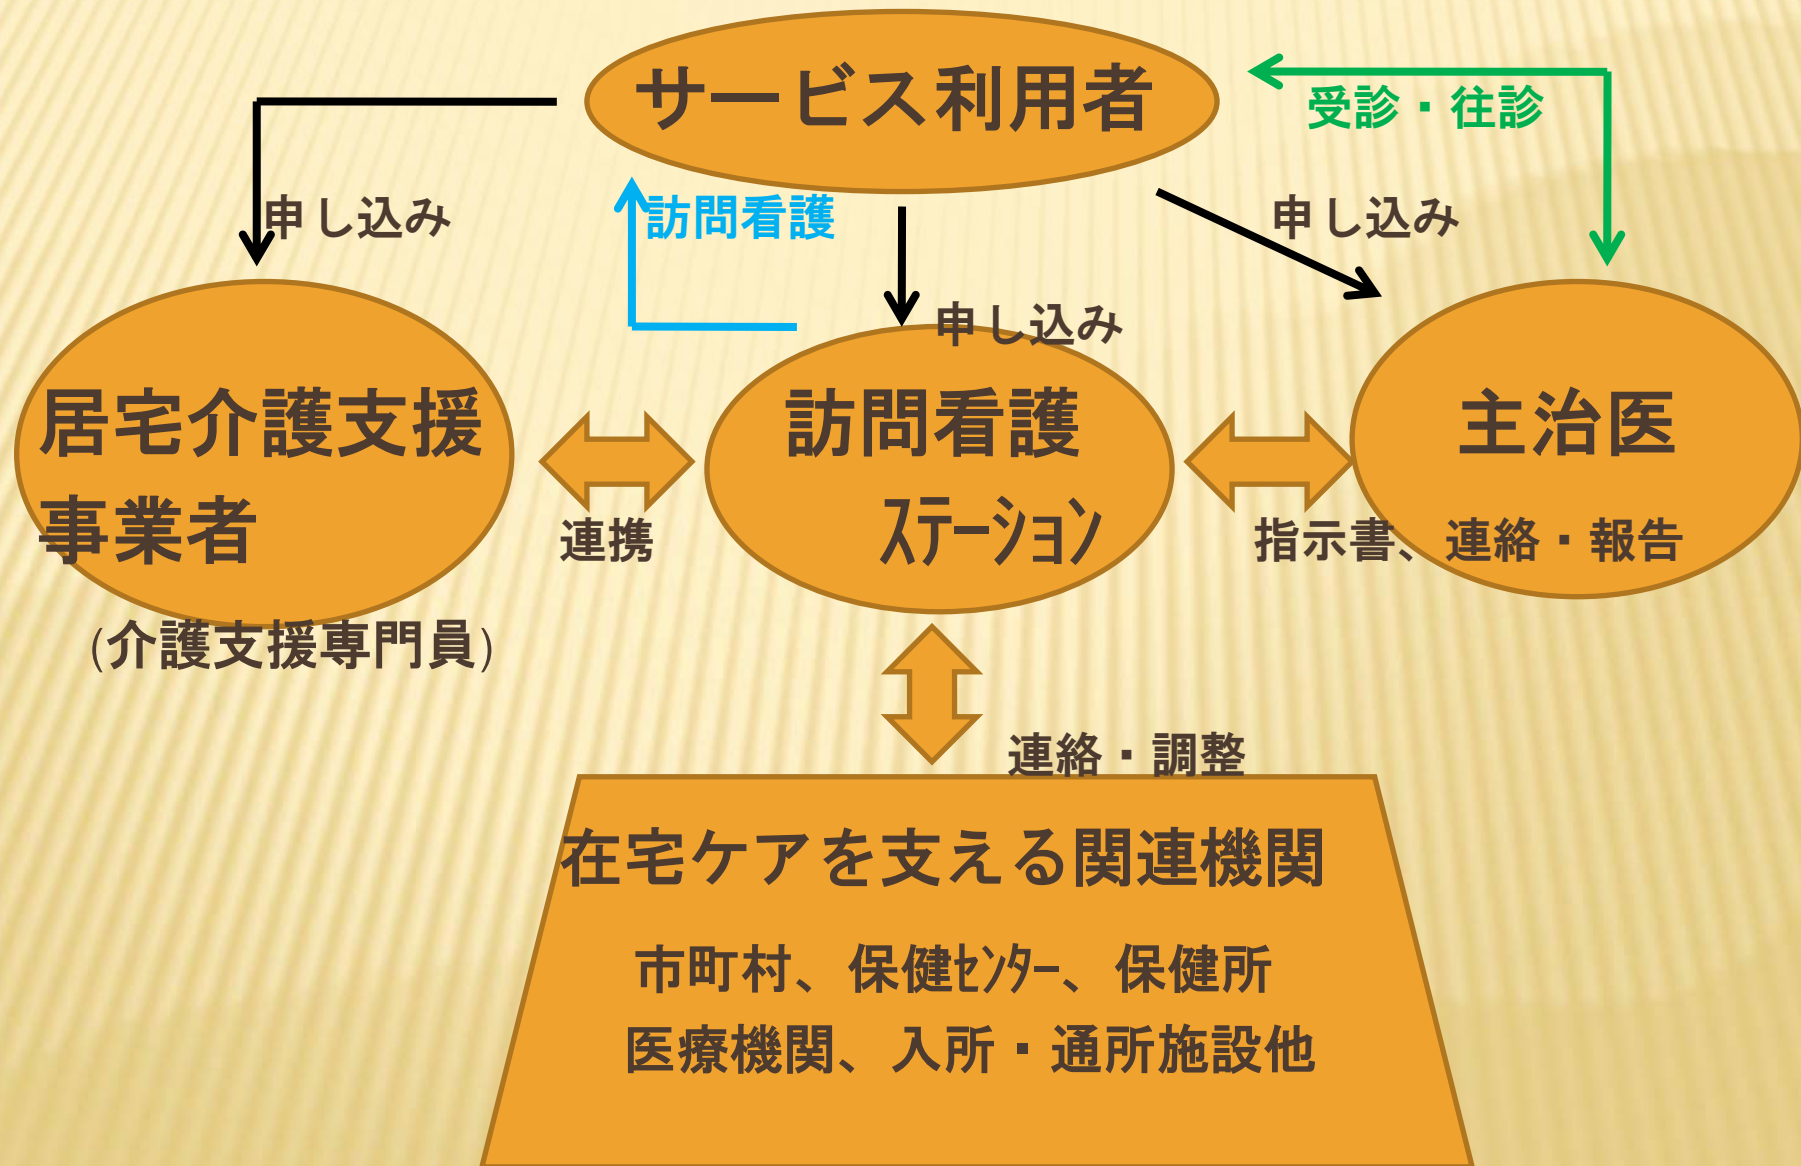 サービス利用者
受診・往診
申し込み
訪問看護
申し込み
申し込み
居宅介護支援
事業者
(介護支援専門員)
連携
訪問看護
ｽﾃｰｼｮﾝ
主治医
指示書、連絡・報告
連絡・調整
在宅ケアを支える関連機関
市町村、保健ｾﾝﾀｰ、保健所
医療機関、入所・通所施設他